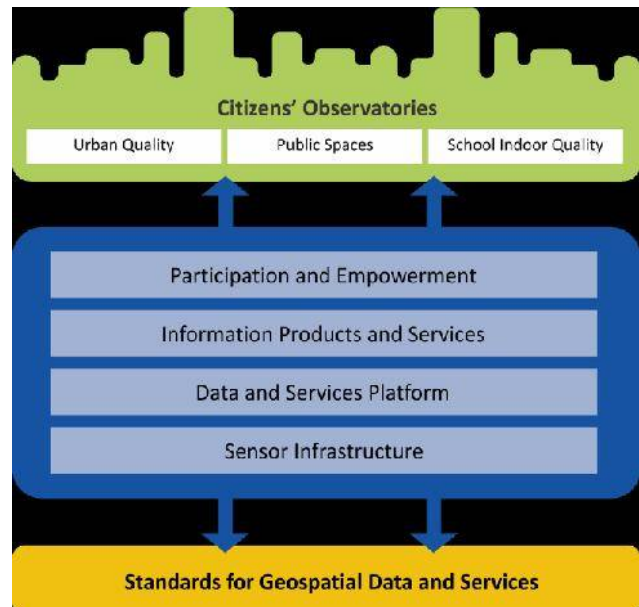 Citizens' Observatories
Urban Quality
Public Spaces
School Indoor Quality
Participation and Empowerment
Information Products and Services
Data and Services Platform
Sensor Infrastructure
Standards for Geospatial Data and Services